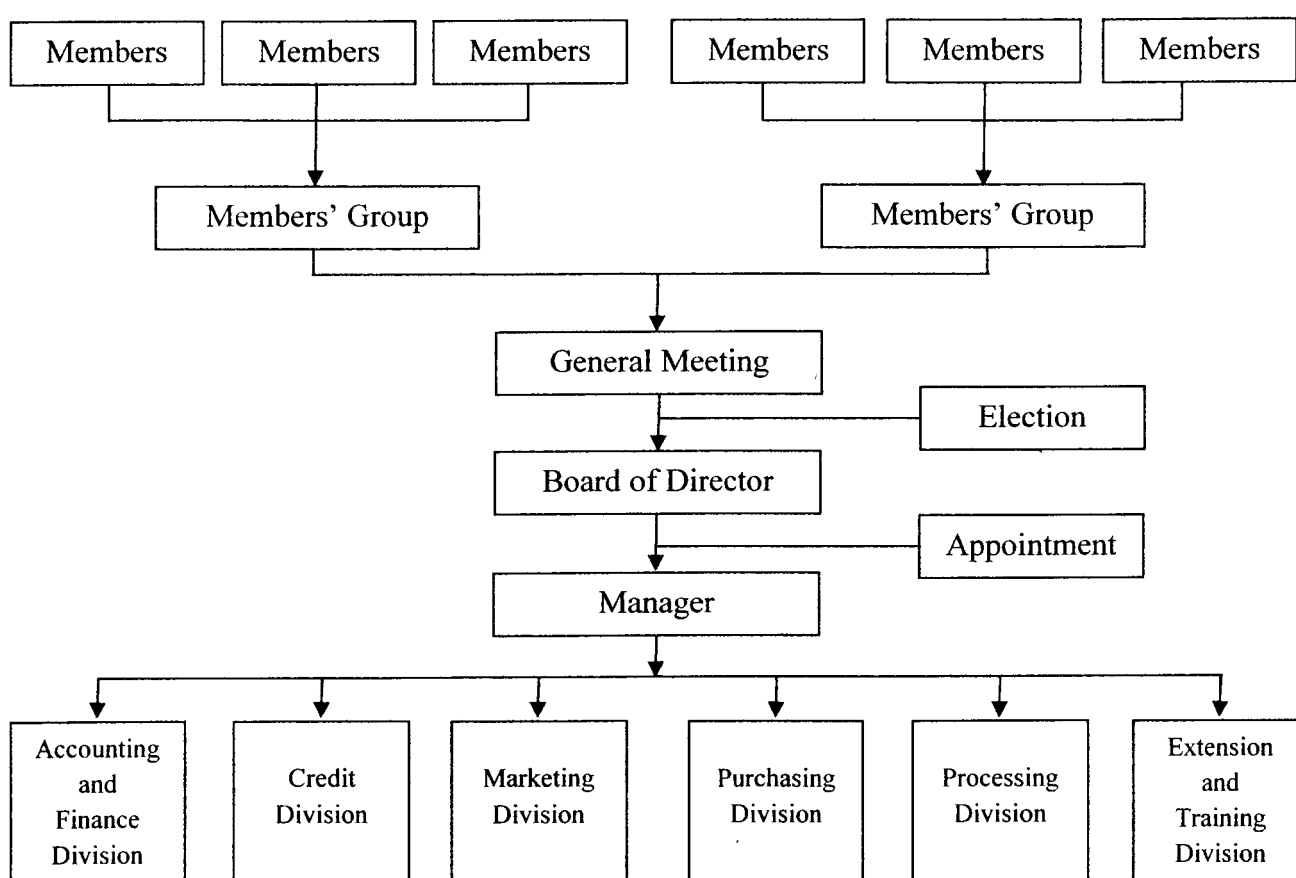 Members
Members
Members
Members
Members
Members
Members’ Group
Members’ Group
General Meeting
Election
Board of Director
Appointment
Manager
Accounting
and
Finance
Division
Credit
Division
Marketing
Division
Purchasing
Division
Processing
Division
Extension
and
Training
Division